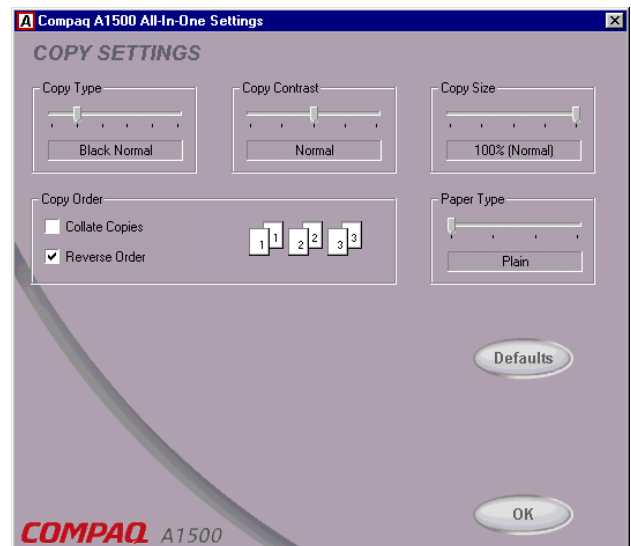 A Compaq A1500 All-In-One Settings
COPY SETTINGS
Copy Type
Black Normal
Copy Contrast
Normal
Copy Size
100% (Normal)
Copy Order
Collate Copies
Reverse Order
1 1 2 2 3 3
Paper Type
Plain
Defaults
OK
COMPAQ A1500